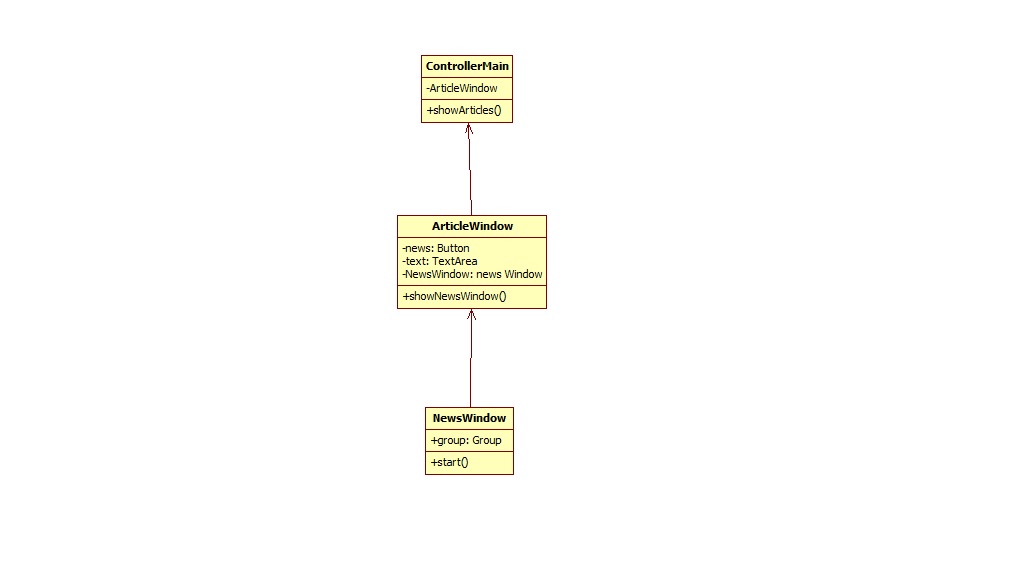 ControllerMain
-ArticleWindow
+showArticles()
ArticleWindow
-news: Button
-text: TextArea
-NewsWindow: news Window
+showNewsWindow()
NewsWindow
+group: Group
+start()